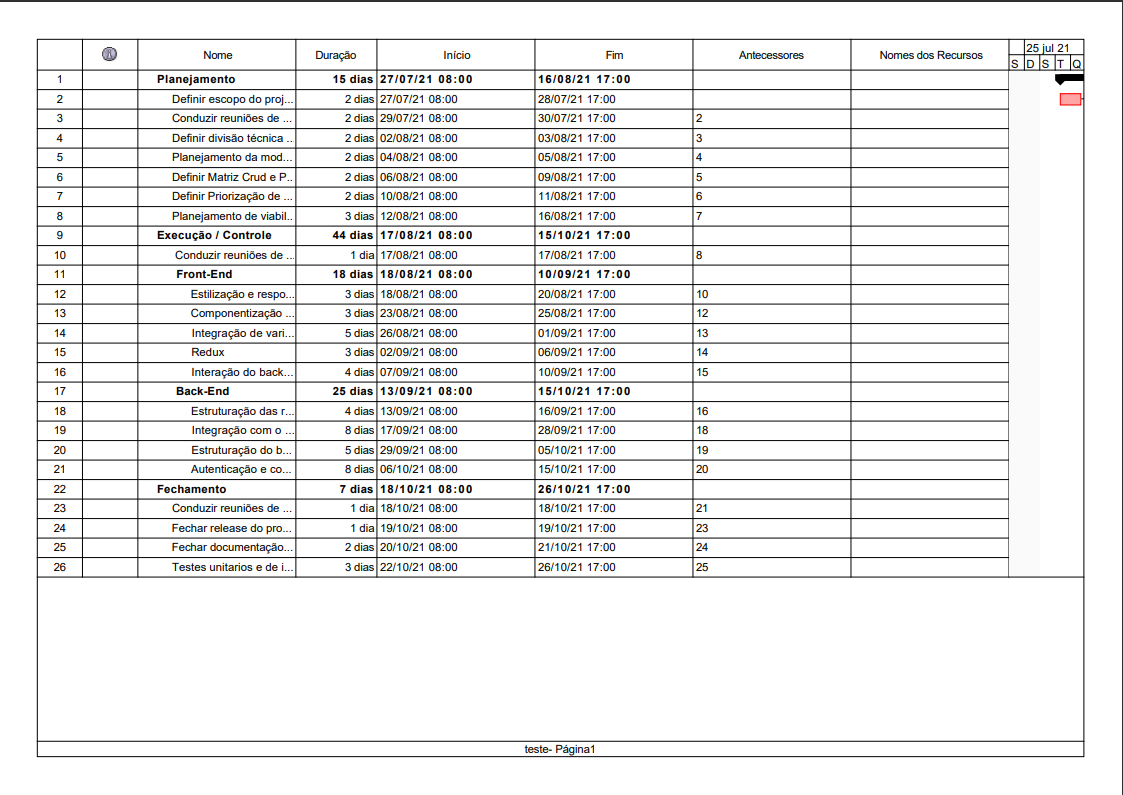 Nome Duração Início Fim Antecessores Nomes dos Recursos 25 jul 21
S D S T Q
1 Planejamento 15 dias 27/07/21 08:00 16/08/21 17:00
2 Definir escopo do proj... 2 dias 27/07/21 08:00 28/07/21 17:00
3 Conduzir reuniões de ... 2 dias 29/07/21 08:00 30/07/21 17:00 2
4 Definir divisão técnica ... 2 dias 02/08/21 08:00 03/08/21 17:00 3
5 Planejamento da mod... 2 dias 04/08/21 08:00 05/08/21 17:00 4
6 Definir Matriz Crud e P.. 2 dias 06/08/21 08:00 09/08/21 17:00 5
7 Definir Priorização de ... 2 dias 10/08/21 08:00 11/08/21 17:00 6
8 Planejamento de viabil.. 3 dias 12/08/21 08:00 16/08/21 17:00 7
9 Execução / Controle 44 dias 17/08/21 08:00 15/10/21 17:00
10 Conduzir reuniões de ... 1 dia 17/08/21 08:00 17/08/21 17:00 8
11 Front-End 18 dias 18/08/21 08:00 10/09/21 17:00
12 Estilização e respo... 3 dias 18/08/21 08:00 20/08/21 17:00 10
13 Componentização ... 3 dias 23/08/21 08:00 25/08/21 17:00 12
14 Integração de vari... 5 dias 26/08/21 08:00 01/09/21 17:00 13
15 Redux 3 dias 02/09/21 08:00 06/09/21 17:00 14
16 Interação do back... 4 dias 07/09/21 08:00 10/09/21 17:00 15
17 Back-End 25 dias 13/09/21 08:00 15/10/21 17:00
18 Estruturação das r... 4 dias 13/09/21 08:00 16/09/21 17:00 16
19 Integração com o ... 8 dias 17/09/21 08:00 28/09/21 17:00 18
20 Estruturação do b... 5 dias 29/09/21 08:00 05/10/21 17:00 19
21 Autenticação e co... 8 dias 06/10/21 08:00 15/10/21 17:00 20
22 Fechamento 7 dias 18/10/21 08:00 26/10/21 17:00
23 Conduzir reuniões de ... 1 dia 18/10/21 08:00 18/10/21 17:00 21
24 Fechar release do pro... 1 dia 19/10/21 08:00 19/10/21 17:00 23
25 Fechar documentação... 2 dias 20/10/21 08:00 21/10/21 17:00 24
26 Testes unitarios e de i... 3 dias 22/10/21 08:00 26/10/21 17:00 25
teste- Página1